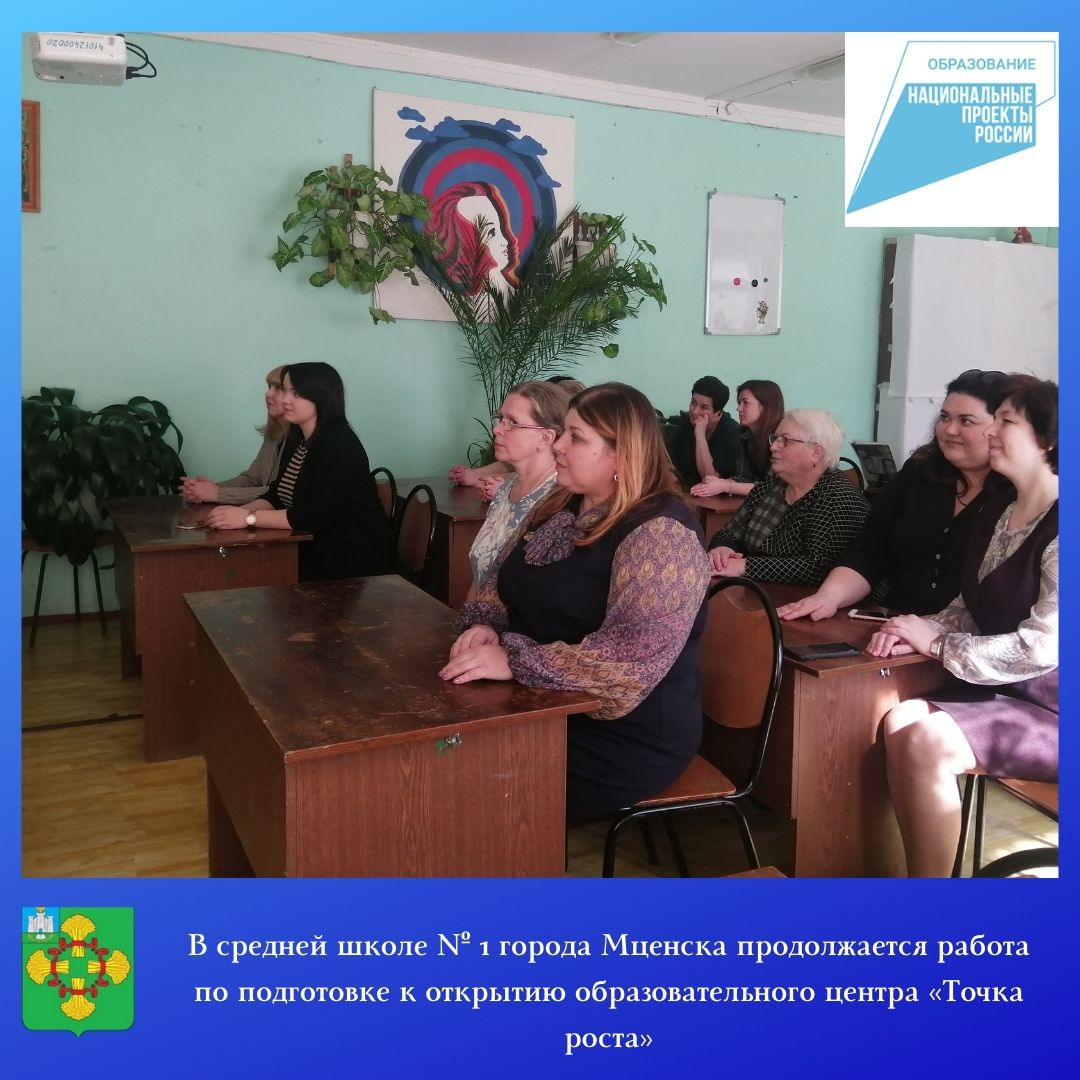 41012400020
ОБРАЗОВАНИЕ
НАЦИОНАЛЬНЫЕ
ПРОЕКТЫ
РОССИИ
В средней школе № 1 города Мценска продолжается работа
по подготовке к открытию образовательного центра «Точка
роста»